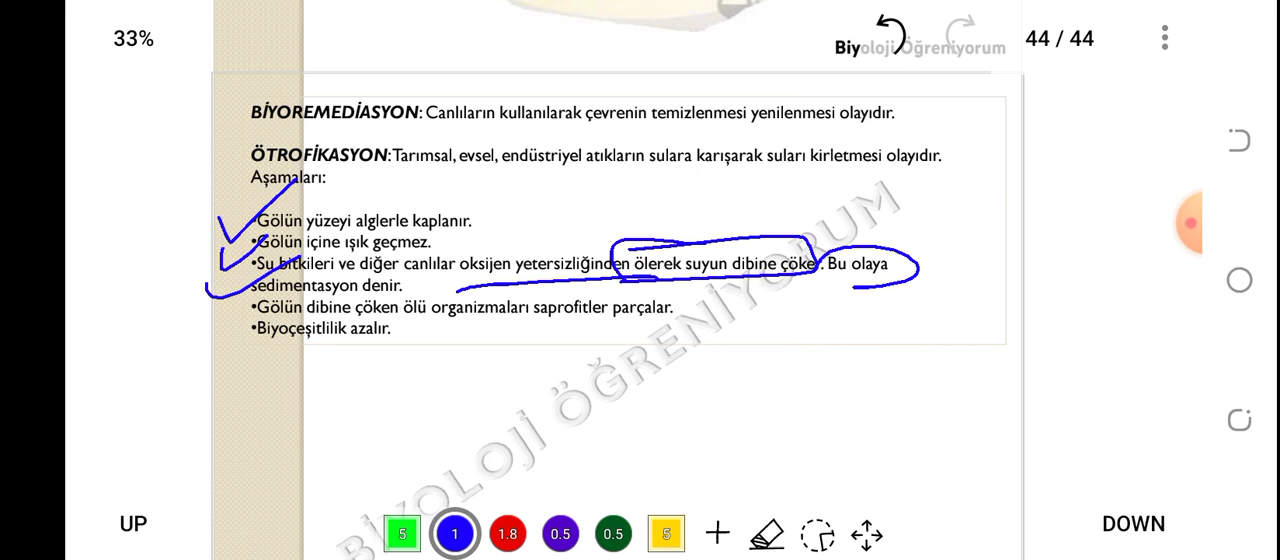 33%
Biyoloji Öğreniyorum
44 / 44
BİYOREMEDİASYON: Canlıların kullanılarak çevrenin temizlenmesi yenilenmesi olayıdır.
ÖTROFİKASYON:Tarımsal, evsel, endüstriyel atıkların sulara karışarak suları kirletmesi olayıdır.
Aşamaları:
•Gölün yüzeyi alglerle kaplanır.
•Gölün içine ışık geçmez.
•Su bitkileri ve diğer canlılar oksijen yetersizliğinden ölerek suyun dibine çöker. Bu olaya
sedimentasyon denir.
•Gölün dibine çöken ölü organizmaları saprofitler parçalar.
•Biyoçeşitlilik azalır.
BİYOLOJİ ÖĞRENİYORUM
UP
5
1
1.8
0.5
0.5
5
DOWN